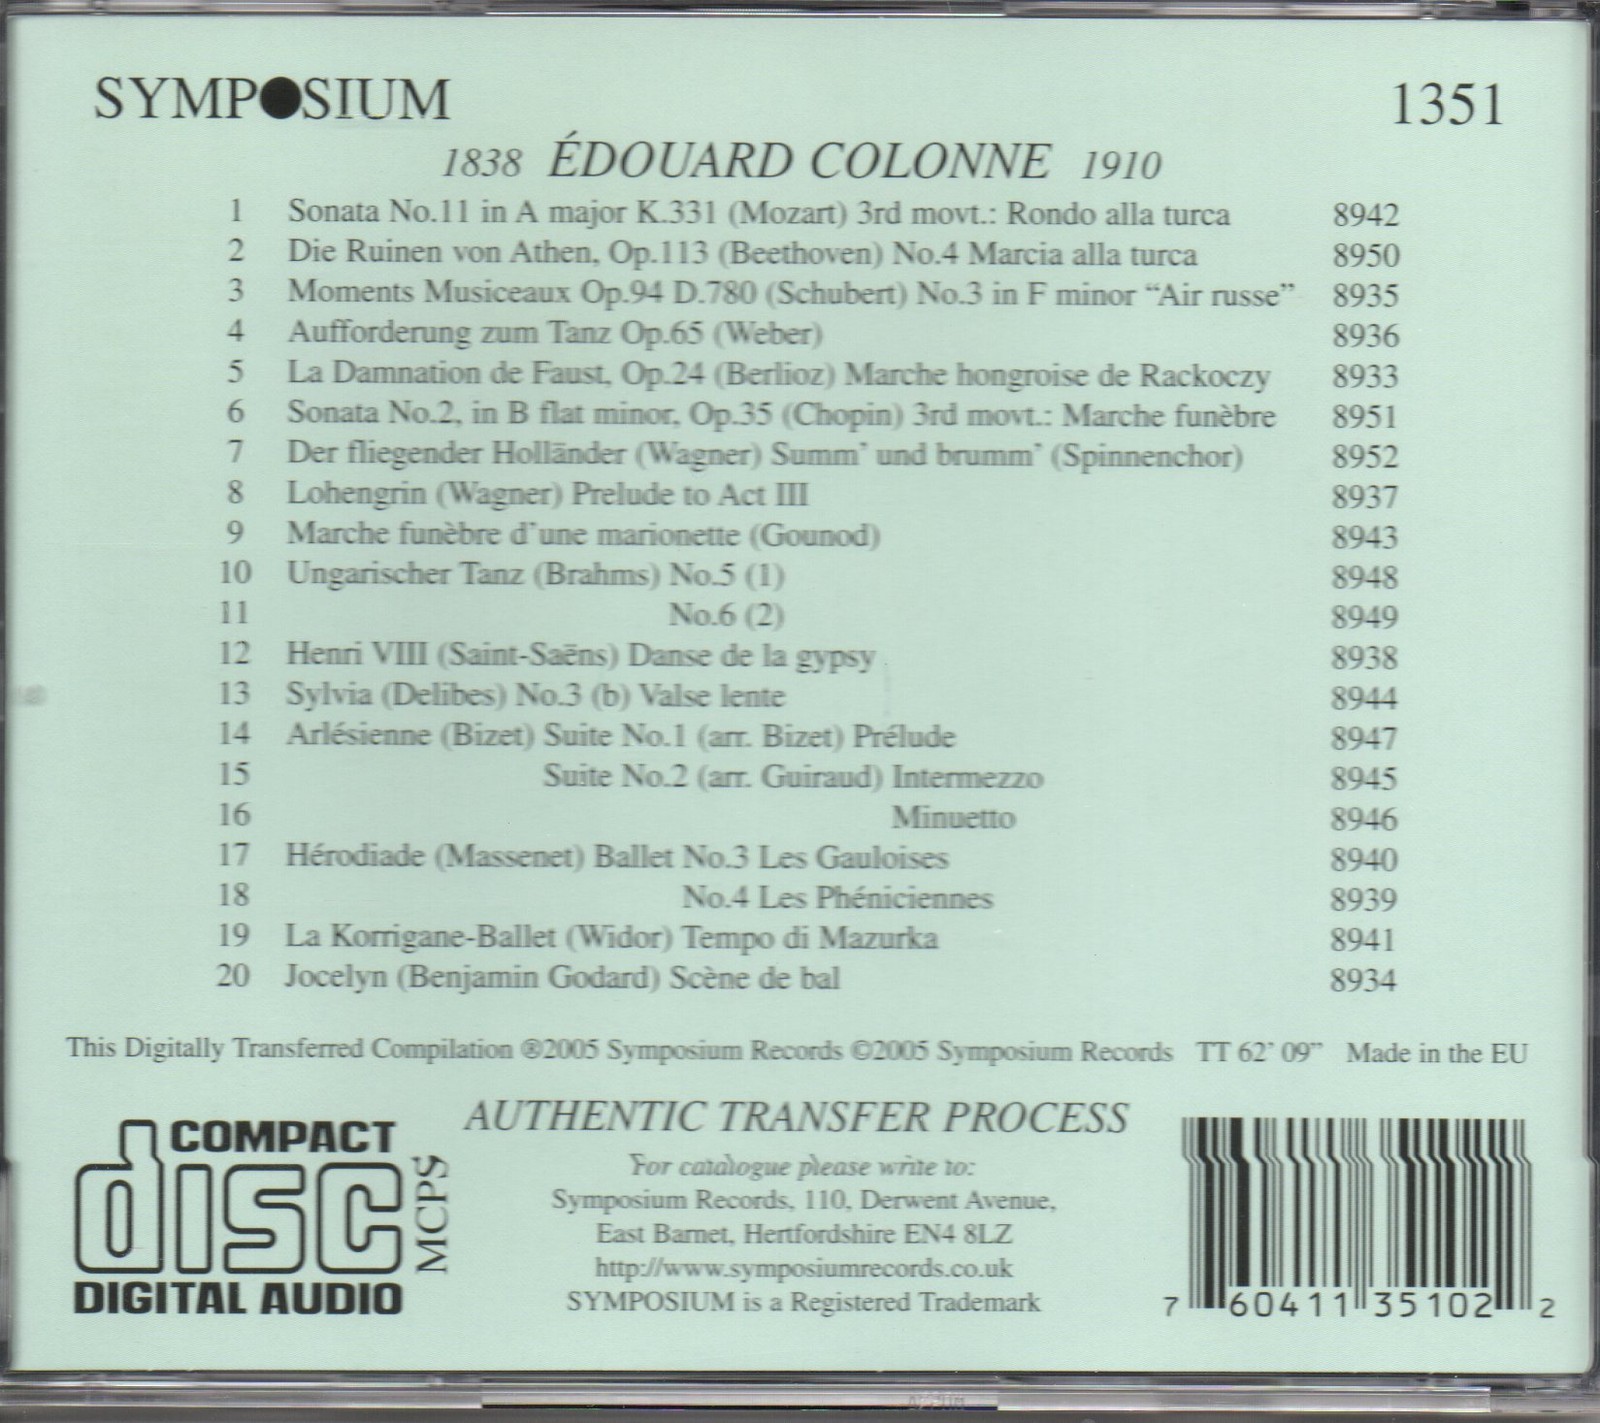 SYMPOSIUM 1351
1838 ÉDOUARD COLONNE 1910
1 Sonata No.11 in A major K.331 (Mozart) 3rd movt.: Rondo alla turca 8942
2 Die Ruinen von Athen, Op.113 (Beethoven) No.4 Marcia alla turca 8950
3 Moments Musiceaux Op.94 D.780 (Schubert) No.3 in F minor “Air russe” 8935
4 Aufforderung zum Tanz Op.65 (Weber) 8936
5 La Damnation de Faust, Op.24 (Berlioz) Marche hongroise de Rackoczy 8933
6 Sonata No.2, in B flat minor, Op.35 (Chopin) 3rd movt.: Marche funèbre 8951
7 Der fliegender Holländer (Wagner) Summ’ und brumm’ (Spinnenchor) 8952
8 Lohengrin (Wagner) Prelude to Act III 8937
9 Marche funèbre d’une marionette (Gounod) 8943
10 Ungarischer Tanz (Brahms) No.5 (1) 8948
11 No.6 (2) 8949
12 Henri VIII (Saint-Saëns) Danse de la gypsy 8938
13 Sylvia (Delibes) No.3 (b) Valse lente 8944
14 Arlésienne (Bizet) Suite No.1 (arr. Bizet) Prélude 8947
15 Suite No.2 (arr. Guiraud) Intermezzo 8945
16 Minuetto 8946
17 Hérodiade (Massenet) Ballet No.3 Les Gauloises 8940
18 No.4 Les Phéniciennes 8939
19 La Korrigane-Ballet (Widor) Tempo di Mazurka 8941
20 Jocelyn (Benjamin Godard) Scène de bal 8934
This Digitally Transferred Compilation ®2005 Symposium Records ©2005 Symposium Records TT 62’ 09” Made in the EU
AUTHENTIC TRANSFER PROCESS
COMPACT
disc
DIGITAL AUDIO
MCPS
For catalogue please write to:
Symposium Records, 110, Derwent Avenue,
East Barnet, Hertfordshire EN4 8LZ
http://www.symposiumrecords.co.uk
SYMPOSIUM is a Registered Trademark
7 60411 35102 2